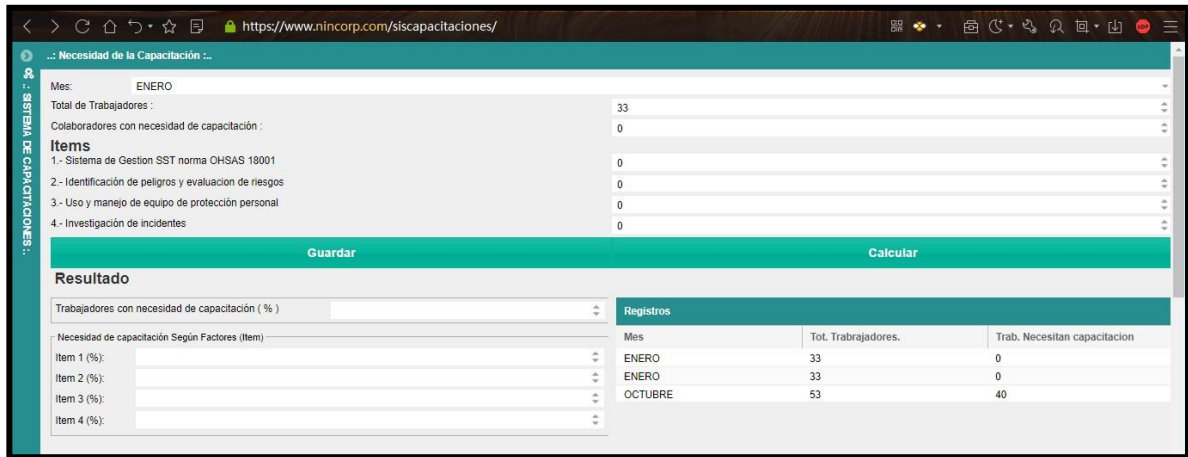 https://www.nincorp.com/siscapacitaciones/
..: Necesidad de la Capacitación :..
.: SISTEMA DE CAPACITACIONES :.
Mes: ENERO
Total de Trabajadores : 33
Colaboradores con necesidad de capacitación : 0
Items
1.- Sistema de Gestion SST norma OHSAS 18001 0
2.- Identificación de peligros y evaluacion de riesgos 0
3.- Uso y manejo de equipo de protección personal 0
4.- Investigación de incidentes 0
Guardar Calcular
Resultado
Trabajadores con necesidad de capacitación ( % )
Necesidad de capacitación Según Factores (Item)
Item 1 (%):
Item 2 (%):
Item 3 (%):
Item 4 (%):
Registros
Mes Tot. Trabrajadores. Trab. Necesitan capacitacion
ENERO 33 0
ENERO 33 0
OCTUBRE 53 40